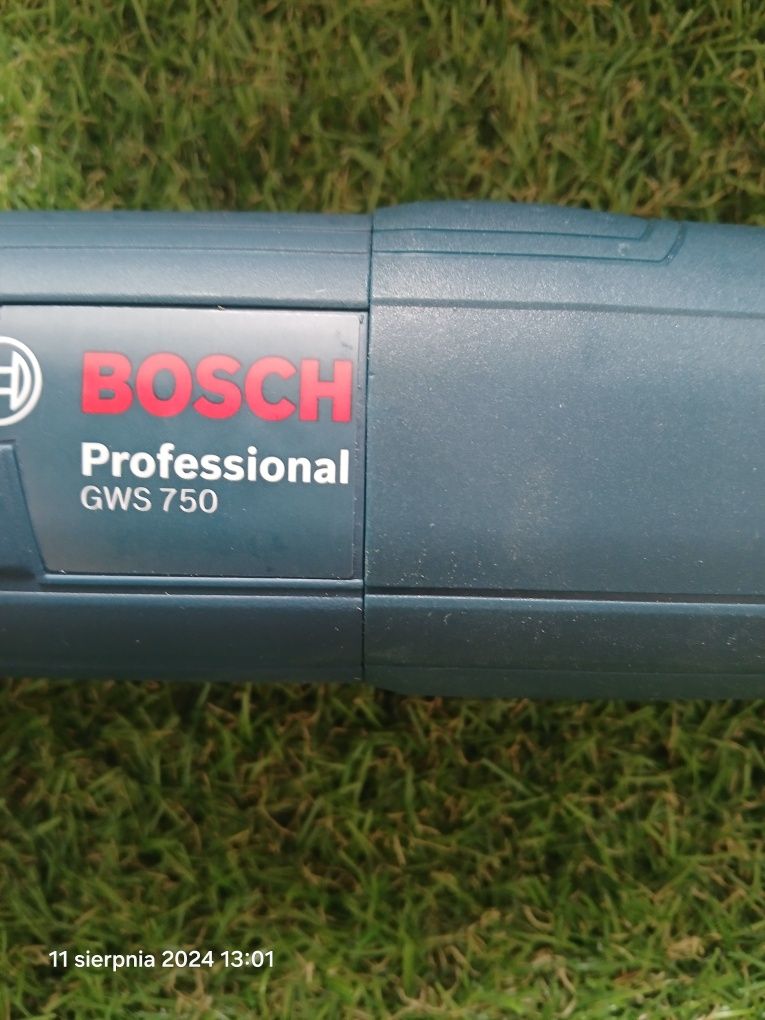 BOSCH
Professional
GWS 750
11 sierpnia 2024 13:01